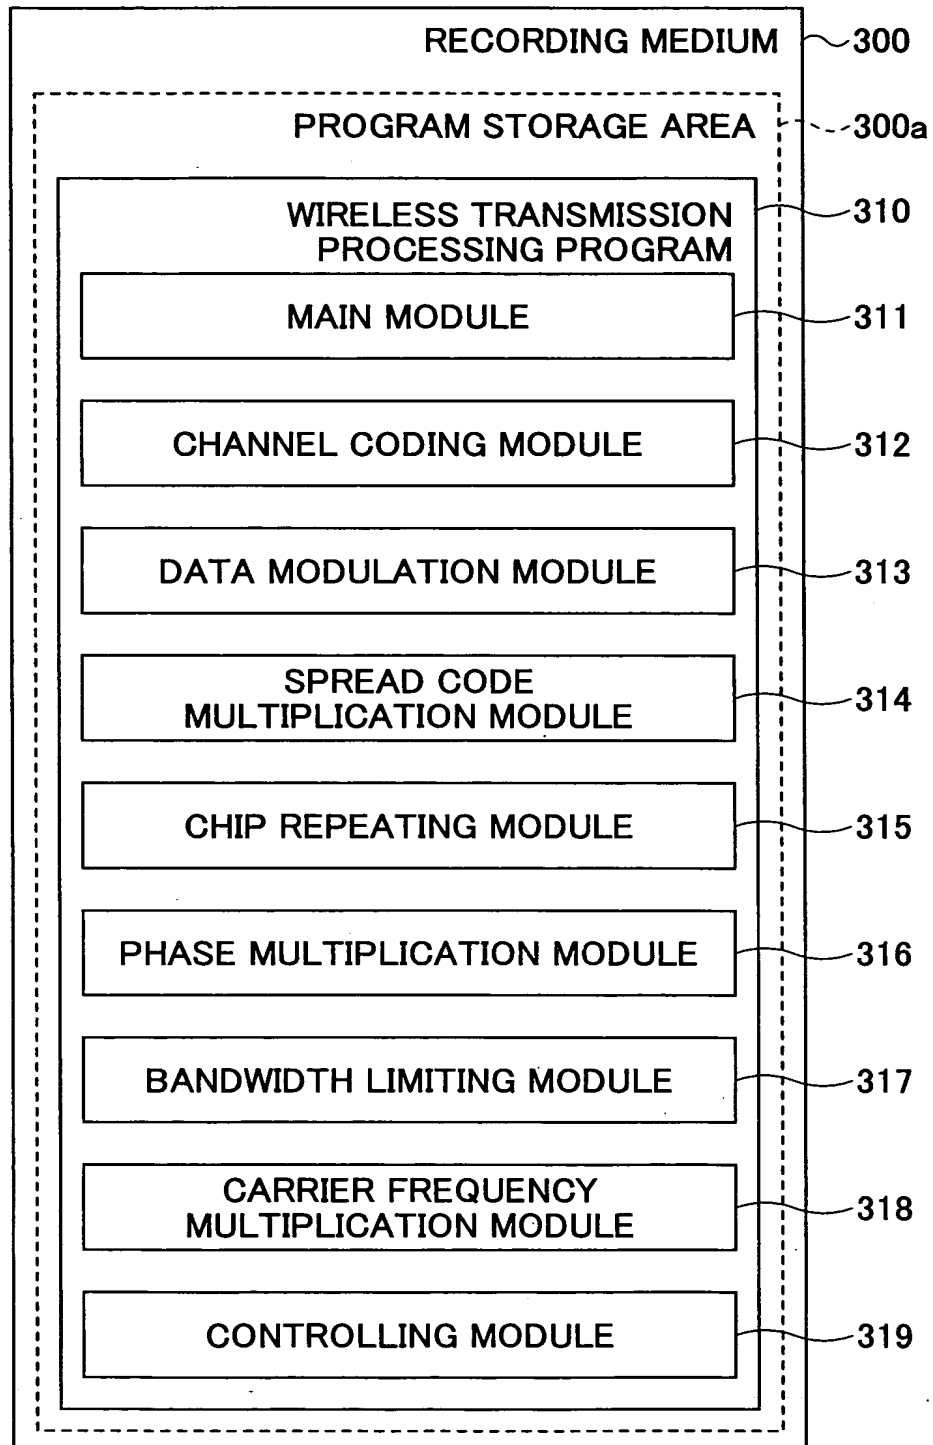 RECORDING MEDIUM 300
PROGRAM STORAGE AREA 300a
WIRELESS TRANSMISSION 310
PROCESSING PROGRAM
MAIN MODULE 311
CHANNEL CODING MODULE 312
DATA MODULATION MODULE 313
SPREAD CODE
MULTIPLICATION MODULE 314
CHIP REPEATING MODULE 315
PHASE MULTIPLICATION MODULE 316
BANDWIDTH LIMITING MODULE 317
CARRIER FREQUENCY
MULTIPLICATION MODULE 318
CONTROLLING MODULE 319